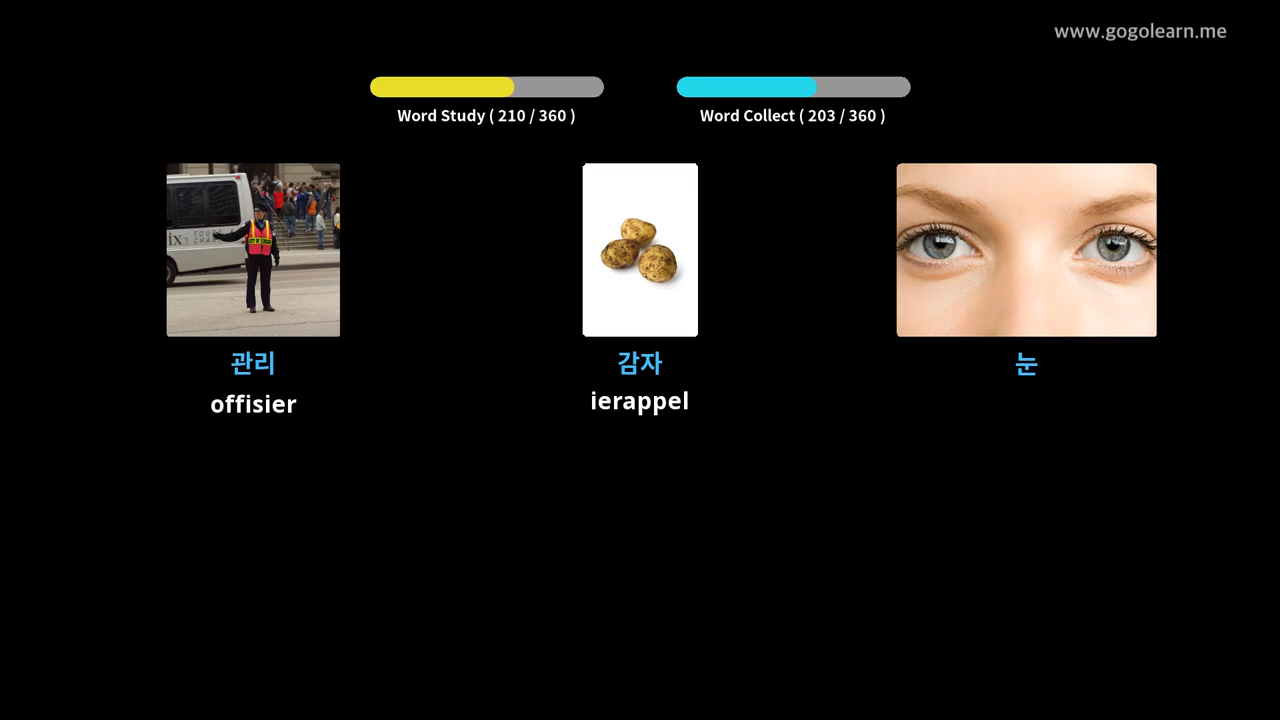 www.gogolearn.me
Word Study ( 210 / 360 )
Word Collect ( 203 / 360 )
관리
감자
눈
offisier
ierappel